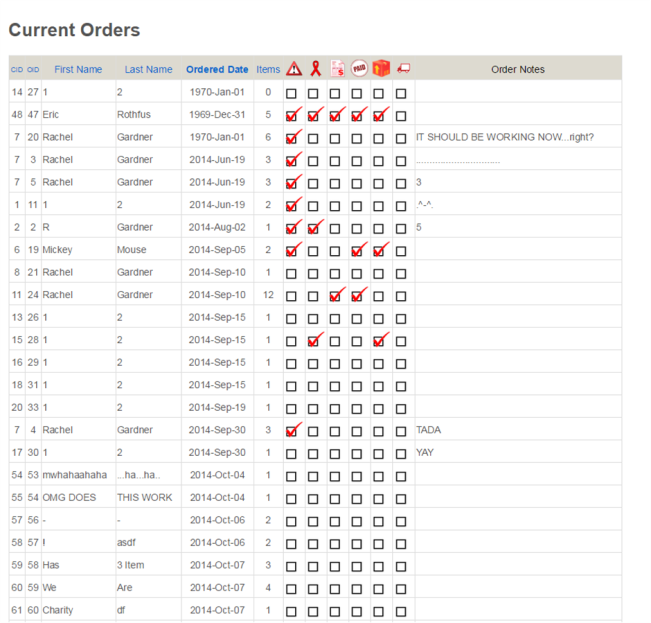 Current Orders
CID OID First Name Last Name Ordered Date Items PAID Order Notes
14 27 1 2 1970-Jan-01 0
48 47 Eric Rothfus 1969-Dec-31 5
7 20 Rachel Gardner 1970-Jan-01 6 IT SHOULD BE WORKING NOW...right?
7 3 Rachel Gardner 2014-Jun-19 3 ..............................
7 5 Rachel Gardner 2014-Jun-19 3 3
1 11 1 2 2014-Jun-19 2 .^-^.
2 2 R Gardner 2014-Aug-02 1 5
6 19 Mickey Mouse 2014-Sep-05 2
8 21 Rachel Gardner 2014-Sep-10 1
11 24 Rachel Gardner 2014-Sep-10 12
13 26 1 2 2014-Sep-15 1
15 28 1 2 2014-Sep-15 1
16 29 1 2 2014-Sep-15 1
18 31 1 2 2014-Sep-15 1
20 33 1 2 2014-Sep-19 1
7 4 Rachel Gardner 2014-Sep-30 3 TADA
17 30 1 2 2014-Sep-30 1 YAY
54 53 mwhahaahaha ...ha...ha.. 2014-Oct-04 1
55 54 OMG DOES THIS WORK 2014-Oct-04 1
57 56 - - 2014-Oct-06 2
58 57 ! asdf 2014-Oct-06 2
59 58 Has 3 Item 2014-Oct-07 3
60 59 We Are 2014-Oct-07 4
61 60 Charity df 2014-Oct-07 1